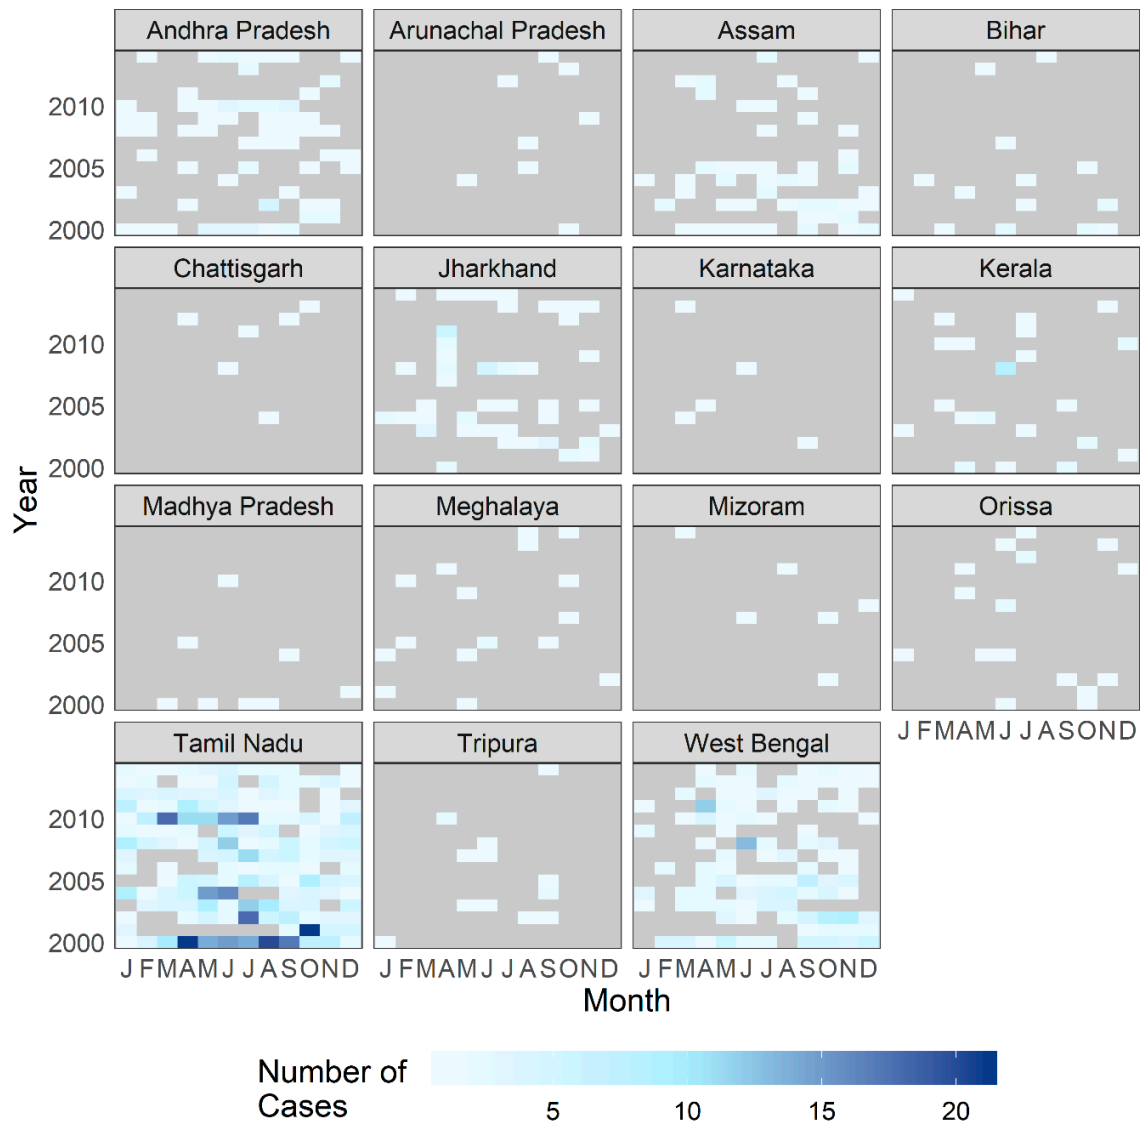 Andhra Pradesh
Arunachal Pradesh
Assam
Bihar
2010
2005
2000
Chattisgarh
Jharkhand
Karnataka
Kerala
2010
2005
2000
Year
Madhya Pradesh
Meghalaya
Mizoram
Orissa
2010
2005
2000
J F M A M J J A S O N D
Tamil Nadu
Tripura
West Bengal
2010
2005
2000
J F M A M J J A S O N D
J F M A M J J A S O N D
J F M A M J J A S O N D
Month
Number of
Cases
5
10
15
20